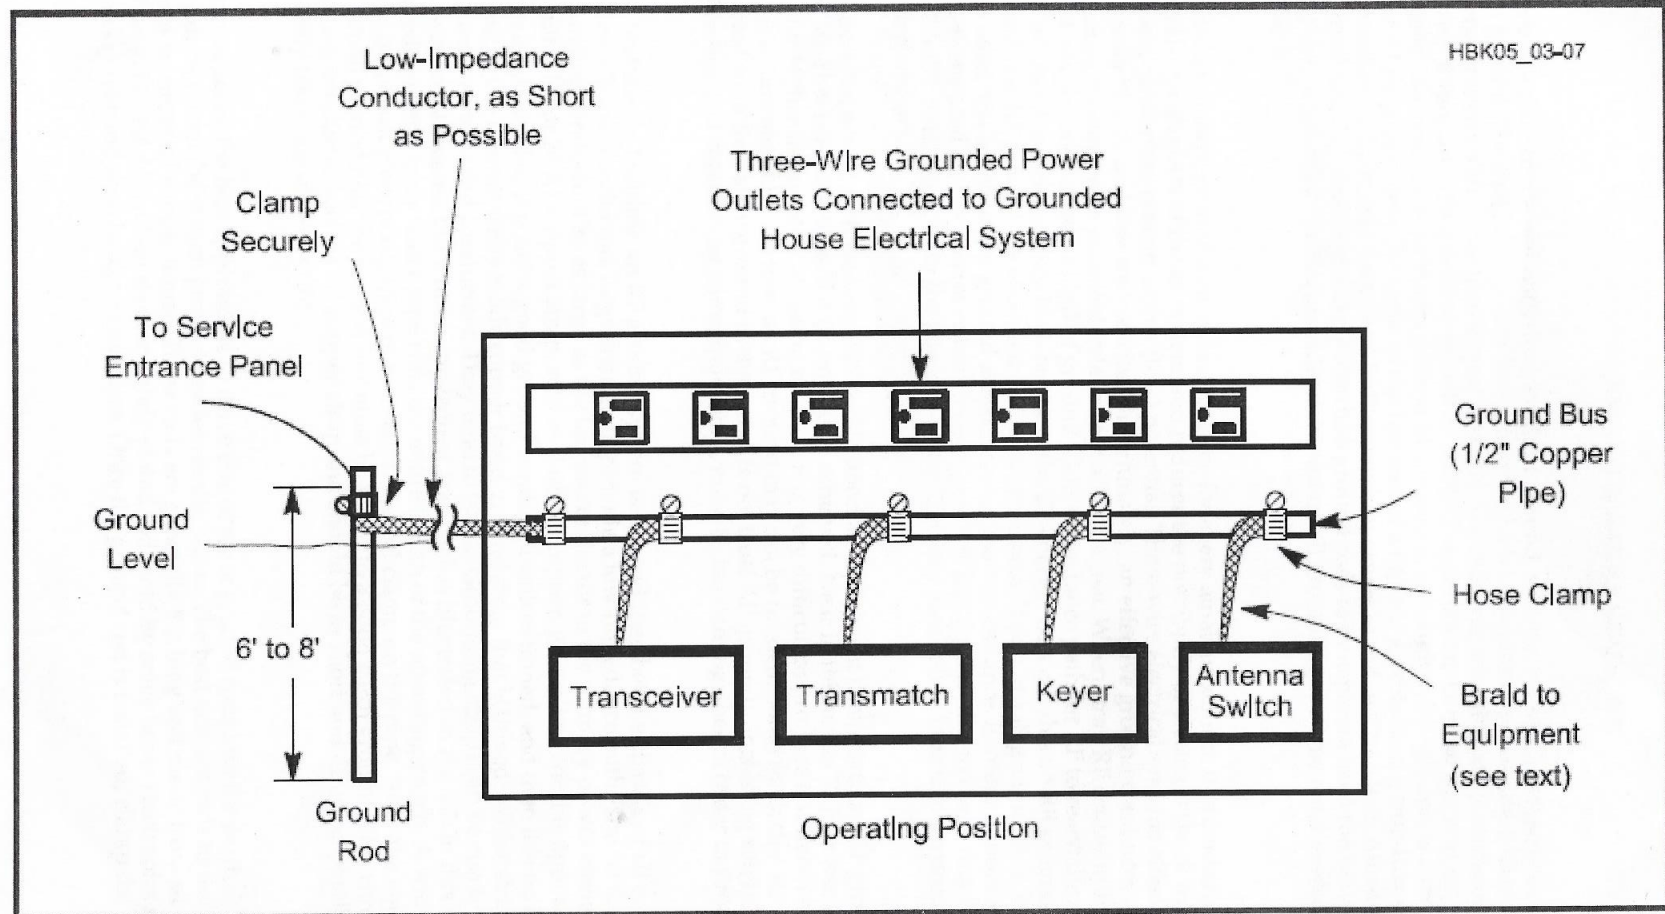 HBK05_03-07
Low-Impedance
Conductor, as Short
as Possible
Three-Wire Grounded Power
Outlets Connected to Grounded
House Electrical System
Clamp
Securely
To Service
Entrance Panel
Ground Bus
(1/2" Copper
Pipe)
Ground
Level
Hose Clamp
6' to 8'
Transceiver
Transmatch
Keyer
Antenna
Switch
Braid to
Equipment
(see text)
Ground
Rod
Operating Position